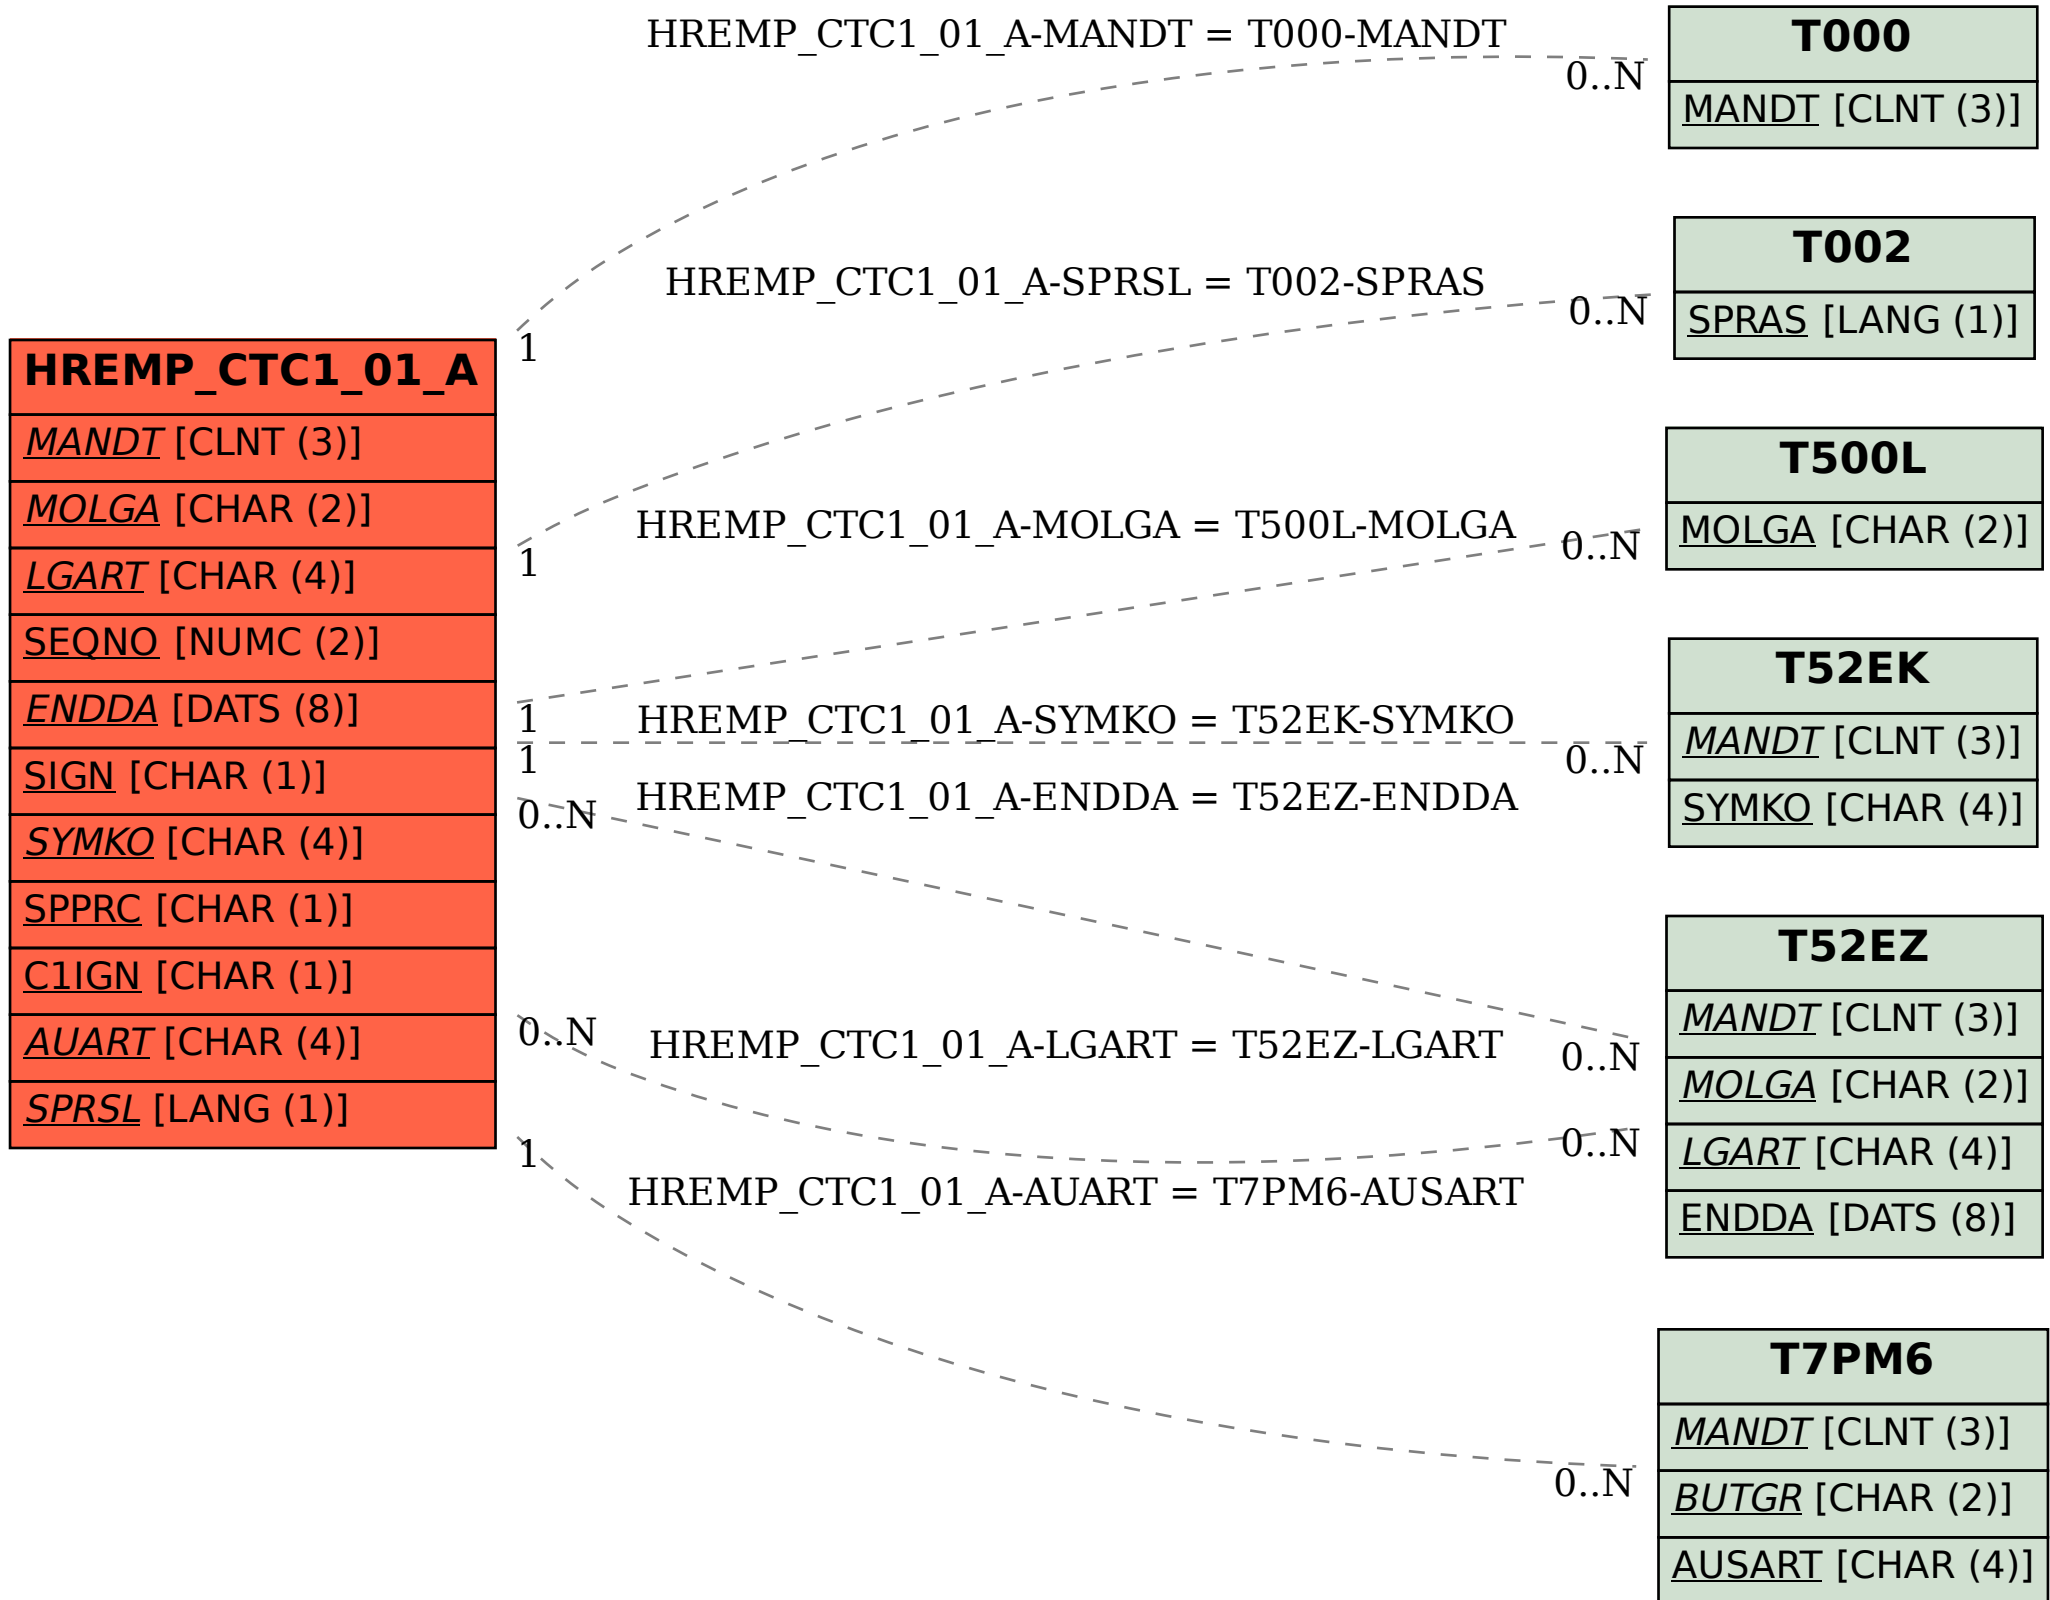 HREMP_CTC1_01_A
MANDT [CLNT (3)]
MOLGA [CHAR (2)]
LGART [CHAR (4)]
SEQNO [NUMC (2)]
ENDDA [DATS (8)]
SIGN [CHAR (1)]
SYMKO [CHAR (4)]
SPPRC [CHAR (1)]
C1IGN [CHAR (1)]
AUART [CHAR (4)]
SPRSL [LANG (1)]
HREMP_CTC1_01_A-MANDT = T000-MANDT
0..N
1
HREMP_CTC1_01_A-SPRSL = T002-SPRAS
0..N
1
HREMP_CTC1_01_A-MOLGA = T500L-MOLGA
0..N
1
HREMP_CTC1_01_A-SYMKO = T52EK-SYMKO
1
0..N
HREMP_CTC1_01_A-ENDDA = T52EZ-ENDDA
0..N
0..N
HREMP_CTC1_01_A-LGART = T52EZ-LGART
0..N
0..N
HREMP_CTC1_01_A-AUART = T7PM6-AUSART
1
0..N
T000
MANDT [CLNT (3)]
T002
SPRAS [LANG (1)]
T500L
MOLGA [CHAR (2)]
T52EK
MANDT [CLNT (3)]
SYMKO [CHAR (4)]
T52EZ
MANDT [CLNT (3)]
MOLGA [CHAR (2)]
LGART [CHAR (4)]
ENDDA [DATS (8)]
T7PM6
MANDT [CLNT (3)]
BUTGR [CHAR (2)]
AUSART [CHAR (4)]